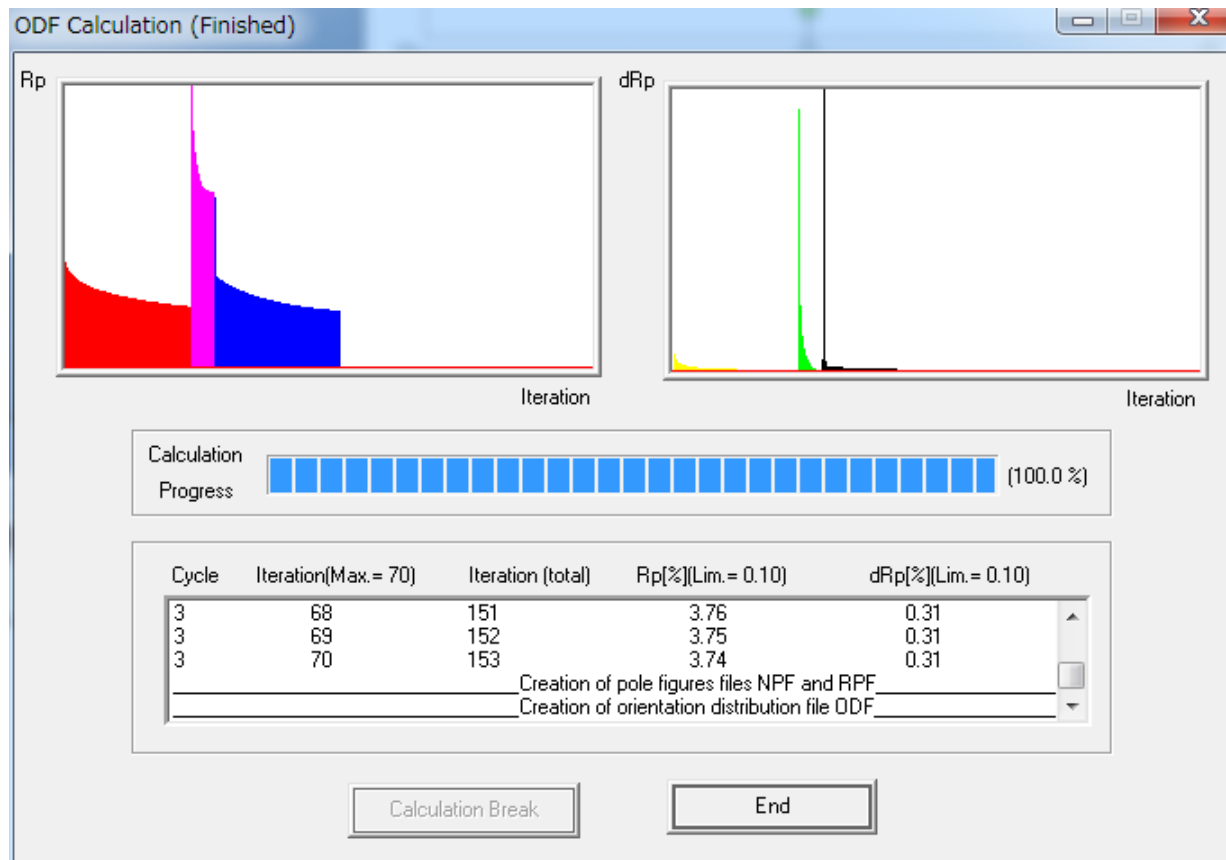 ODF Calculation (Finished)
Rp
dRp
Iteration
Iteration
Calculation
Progress
(100.0 %)
Cycle Iteration(Max.= 70) Iteration (total) Rp[%](Lim.= 0.10) dRp[%](Lim.= 0.10)
3 68 151 3.76 0.31
3 69 152 3.75 0.31
3 70 153 3.74 0.31
Creation of pole figures files NPF and RPF
Creation of orientation distribution file ODF
Calculation Break
End